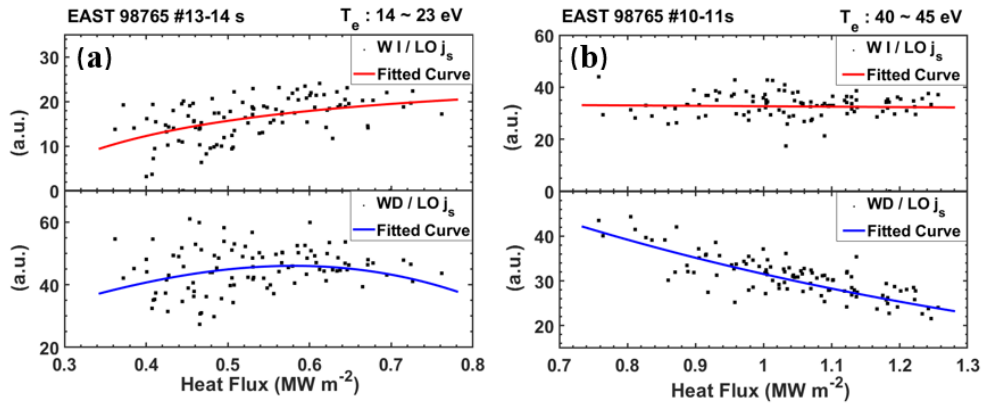 EAST 98765 #13-14 s
T_e : 14 ~ 23 eV
(a)
W I / LO j_s
Fitted Curve
30
20
10
0
(a.u.)
WD / LO j_s
Fitted Curve
60
40
20
(a.u.)
0.3 0.4 0.5 0.6 0.7 0.8
Heat Flux (MW m⁻²)
EAST 98765 #10-11s
T_e : 40 ~ 45 eV
(b)
W I / LO j_s
Fitted Curve
60
40
20
0
(a.u.)
WD / LO j_s
Fitted Curve
40
30
20
(a.u.)
0.7 0.8 0.9 1 1.1 1.2 1.3
Heat Flux (MW m⁻²)